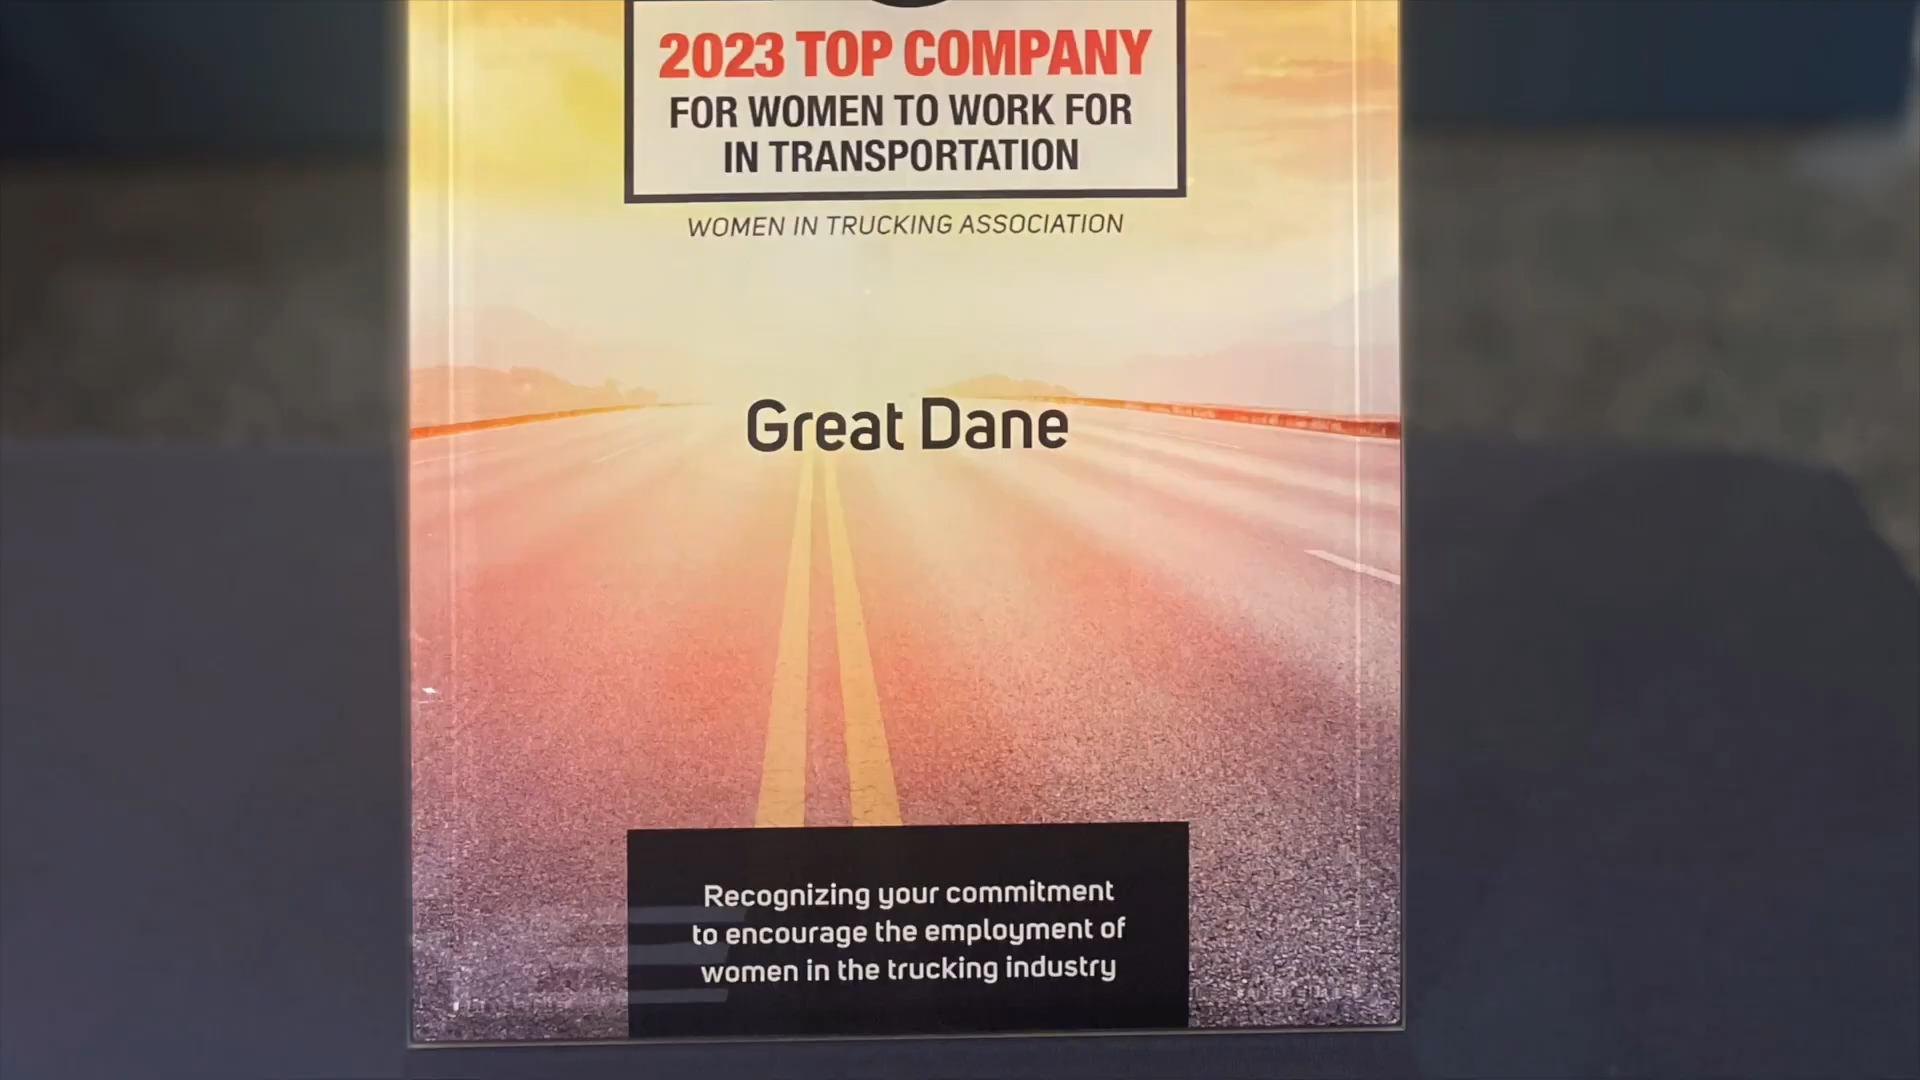 2023 TOP COMPANY
FOR WOMEN TO WORK FOR
IN TRANSPORTATION
WOMEN IN TRUCKING ASSOCIATION
Great Dane
Recognizing your commitment
to encourage the employment of
women in the trucking industry